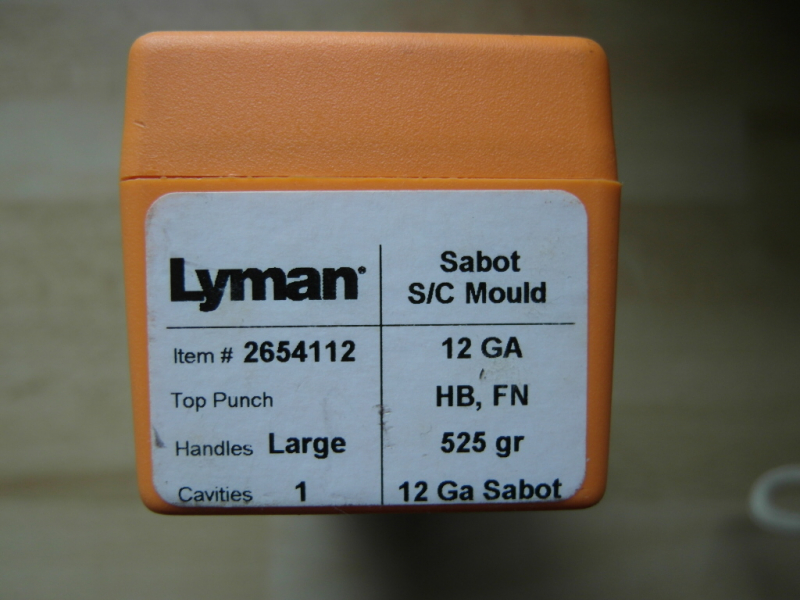 Lyman®
Sabot
S/C Mould
Item # 2654112
12 GA
Top Punch
HB, FN
Handles Large
525 gr
Cavities 1
12 Ga Sabot